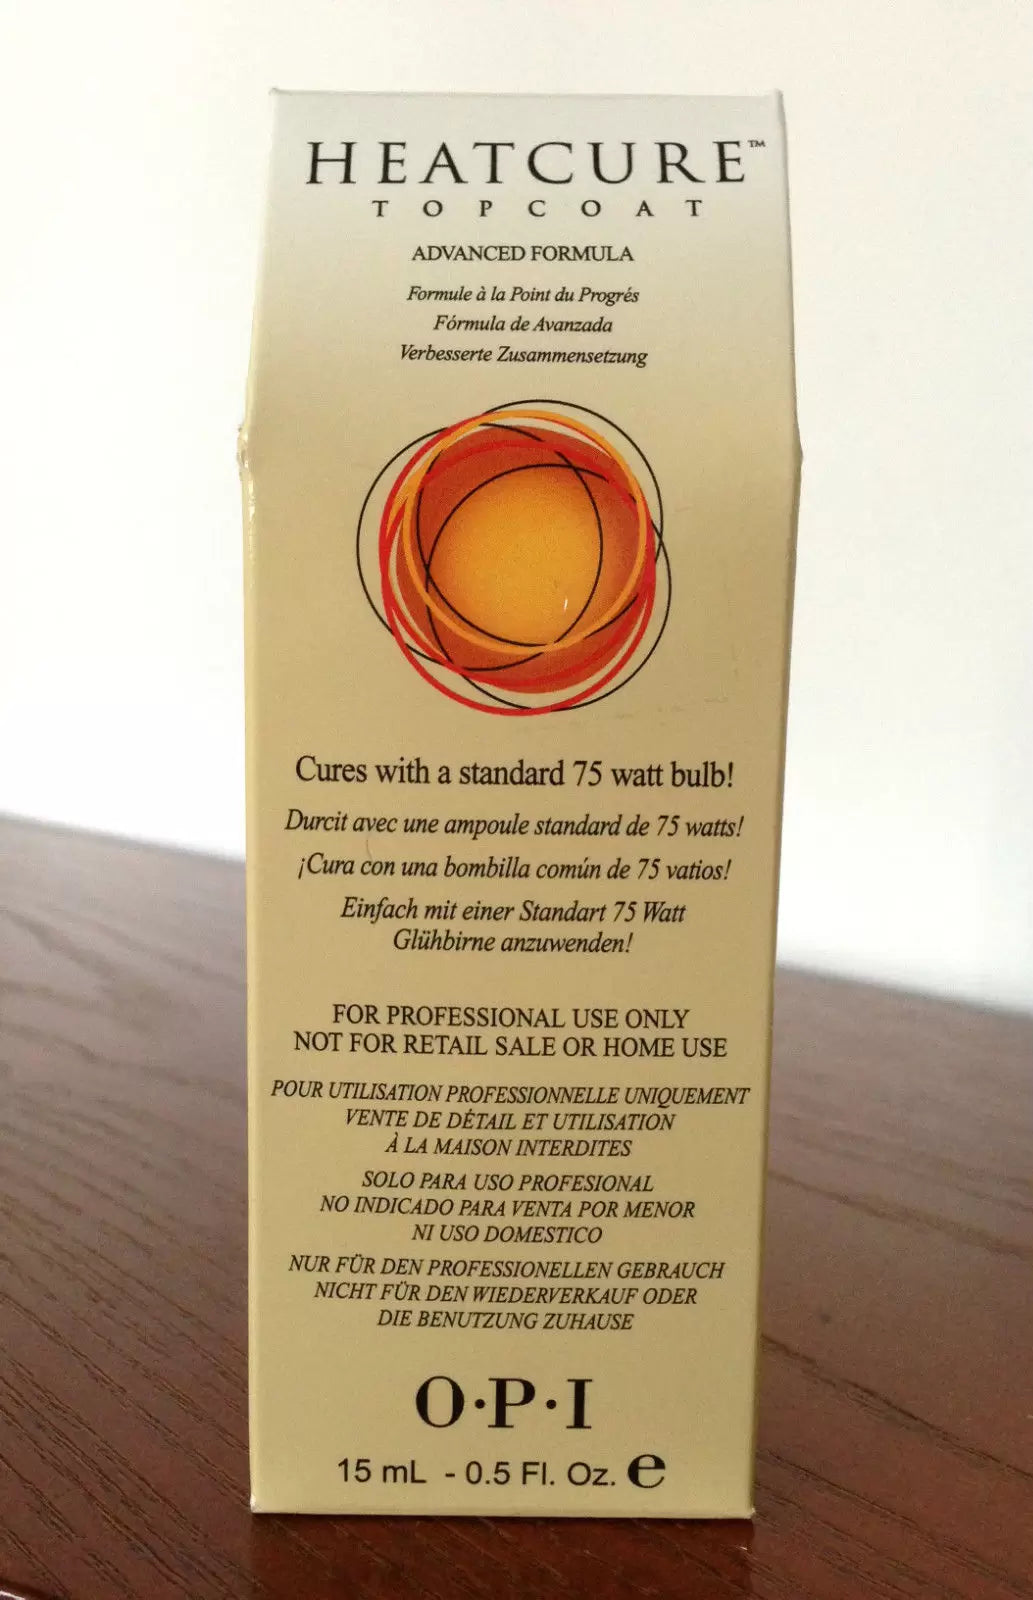 HEATCURE™
TOPCOAT
ADVANCED FORMULA
Formule à la Point du Progrés
Fórmula de Avanzada
Verbesserte Zusammensetzung
Cures with a standard 75 watt bulb!
Durcit avec une ampoule standard de 75 watts!
¡Cura con una bombilla común de 75 vatios!
Einfach mit einer Standart 75 Watt
Glühbirne anzuwenden!
FOR PROFESSIONAL USE ONLY
NOT FOR RETAIL SALE OR HOME USE
POUR UTILISATION PROFESSIONNELLE UNIQUEMENT
VENTE DE DÉTAIL ET UTILISATION
À LA MAISON INTERDITES
SOLO PARA USO PROFESIONAL
NO INDICADO PARA VENTA POR MENOR
NI USO DOMESTICO
NUR FÜR DEN PROFESSIONELLEN GEBRAUCH
NICHT FÜR DEN WIEDERVERKAUF ODER
DIE BENUTZUNG ZUHAUSE
O·P·I
15 mL - 0.5 Fl. Oz. ℮